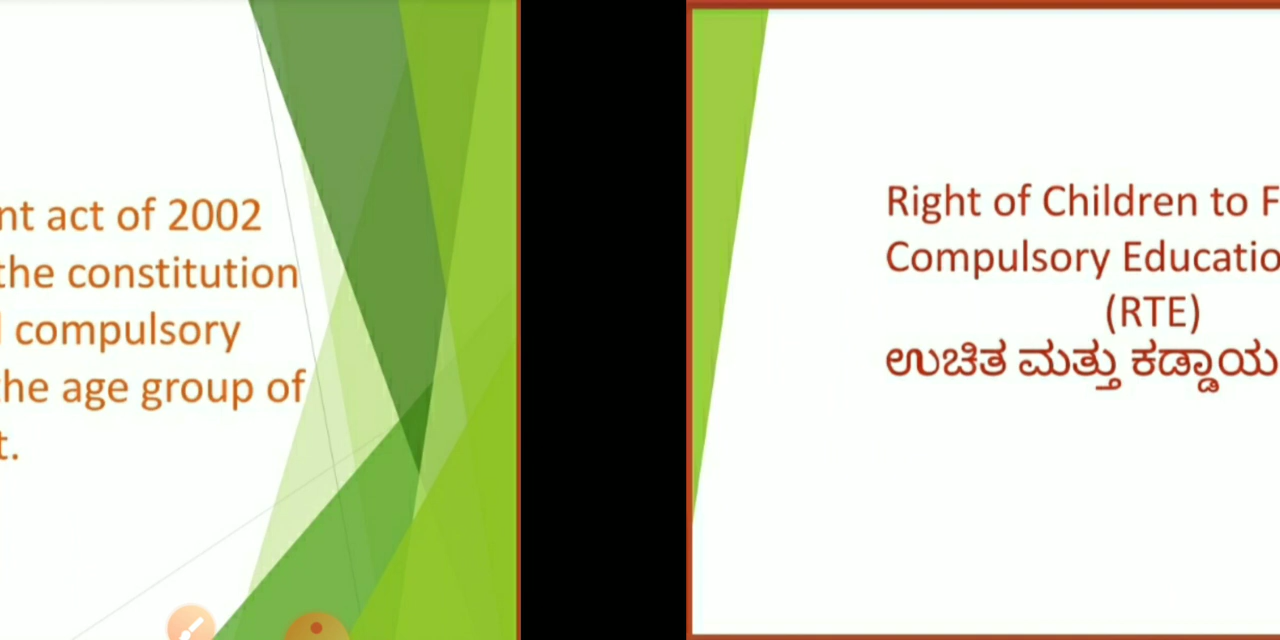 nt act of 2002
the constitution
compulsory
the age group of
t.
Right of Children to F
Compulsory Educatio
(RTE)
ಉಚಿತ ಮತ್ತು ಕಡ್ಡಾಯ